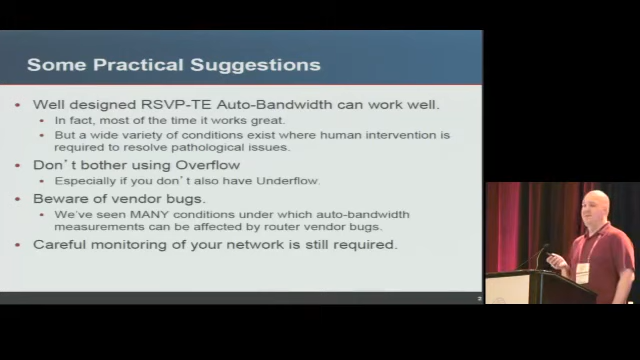 Some Practical Suggestions
• Well designed RSVP-TE Auto-Bandwidth can work well.
• In fact, most of the time it works great.
• But a wide variety of conditions exist where human intervention is
required to resolve pathological issues.
• Don't bother using Overflow
• Especially if you don't also have Underflow.
• Beware of vendor bugs.
• We've seen MANY conditions under which auto-bandwidth
measurements can be affected by router vendor bugs.
• Careful monitoring of your network is still required.